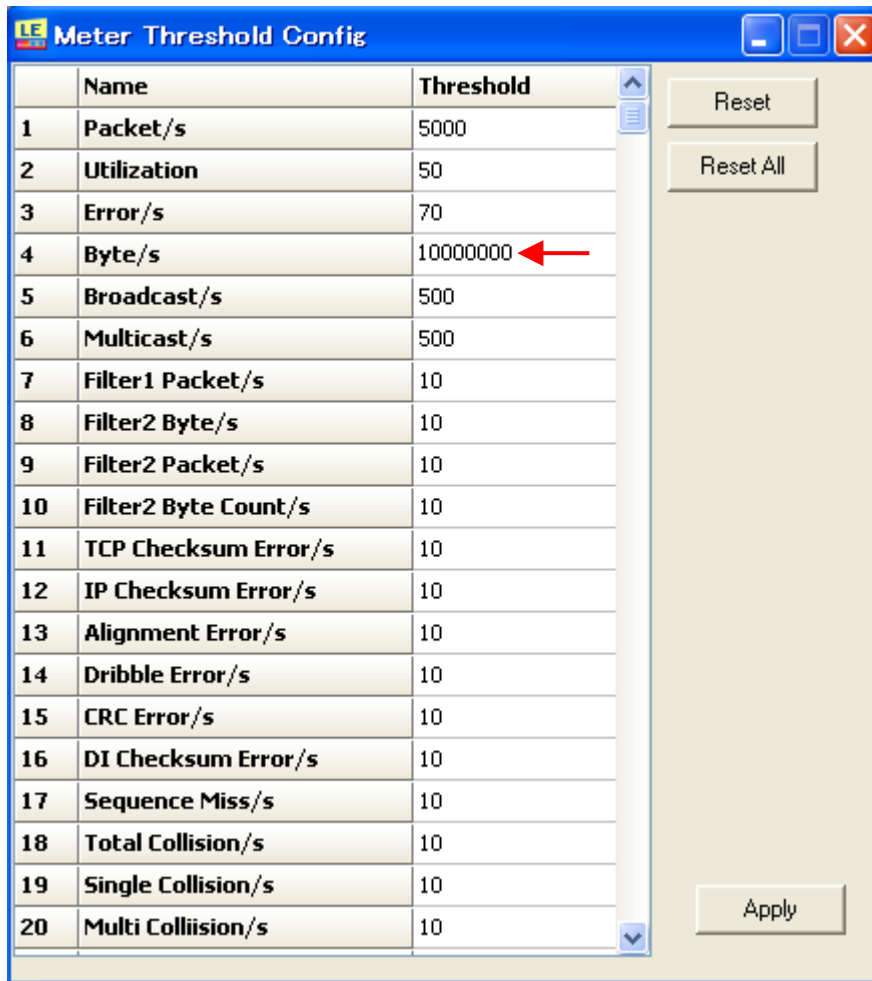 LE Meter Threshold Config
Name Threshold
Reset
1 Packet/s 5000
2 Utilization 50
Reset All
3 Error/s 70
4 Byte/s 10000000
5 Broadcast/s 500
6 Multicast/s 500
7 Filter1 Packet/s 10
8 Filter2 Byte/s 10
9 Filter2 Packet/s 10
10 Filter2 Byte Count/s 10
11 TCP Checksum Error/s 10
12 IP Checksum Error/s 10
13 Alignment Error/s 10
14 Dribble Error/s 10
15 CRC Error/s 10
16 DI Checksum Error/s 10
17 Sequence Miss/s 10
18 Total Collision/s 10
19 Single Collision/s 10
20 Multi Colliision/s 10
Apply